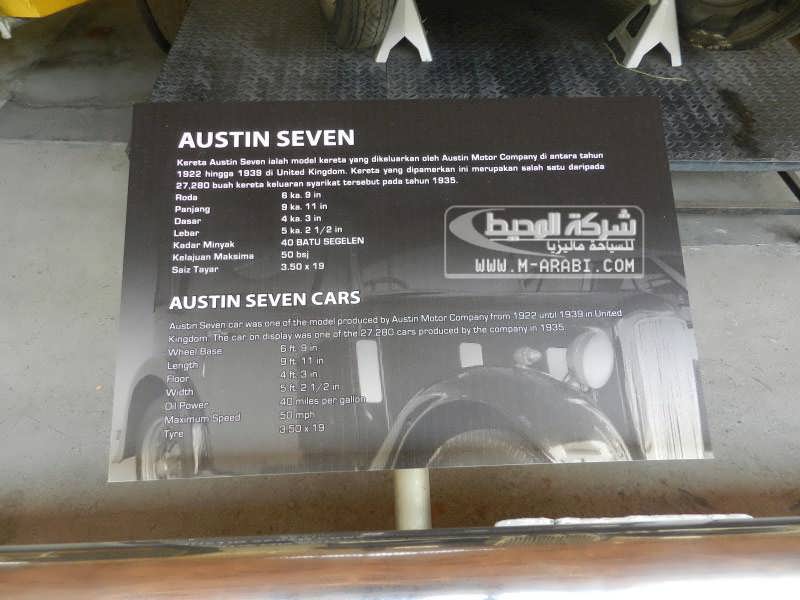 AUSTIN SEVEN
Kereta Austin Seven ialah model kereta yang dikeluarkan oleh Austin Motor Company di antara tahun
1922 hingga 1939 di United Kingdom. Kereta yang dipamerkan ini merupakan salah satu daripada
27,280 buah kereta keluaran syarikat tersebut pada tahun 1935.
Roda 6 ka. 9 in
Panjang 9 ka. 11 in
Dasar 4 ka. 3 in
Lebar 5 ka. 2 1/2 in
Kadar Minyak 40 BATU SEGELEN
Kelajuan Maksima 50 bsj
Saiz Tayar 3.50 x 19
شركة المحيط
للسياحة ماليزيا
WWW.M-ARABI.COM
AUSTIN SEVEN CARS
Austin Seven car was one of the model produced by Austin Motor Company from 1922 until 1939 in United
Kingdom. The car on display was one of the 27,280 cars produced by the company in 1935.
Wheel Base 6 ft. 9 in
Length 9 ft. 11 in
Floor 4 ft. 3 in
Width 5 ft. 2 1/2 in
Oil Power 40 miles per gallon
Maximum Speed 50 mph
Tyre 3.50 x 19